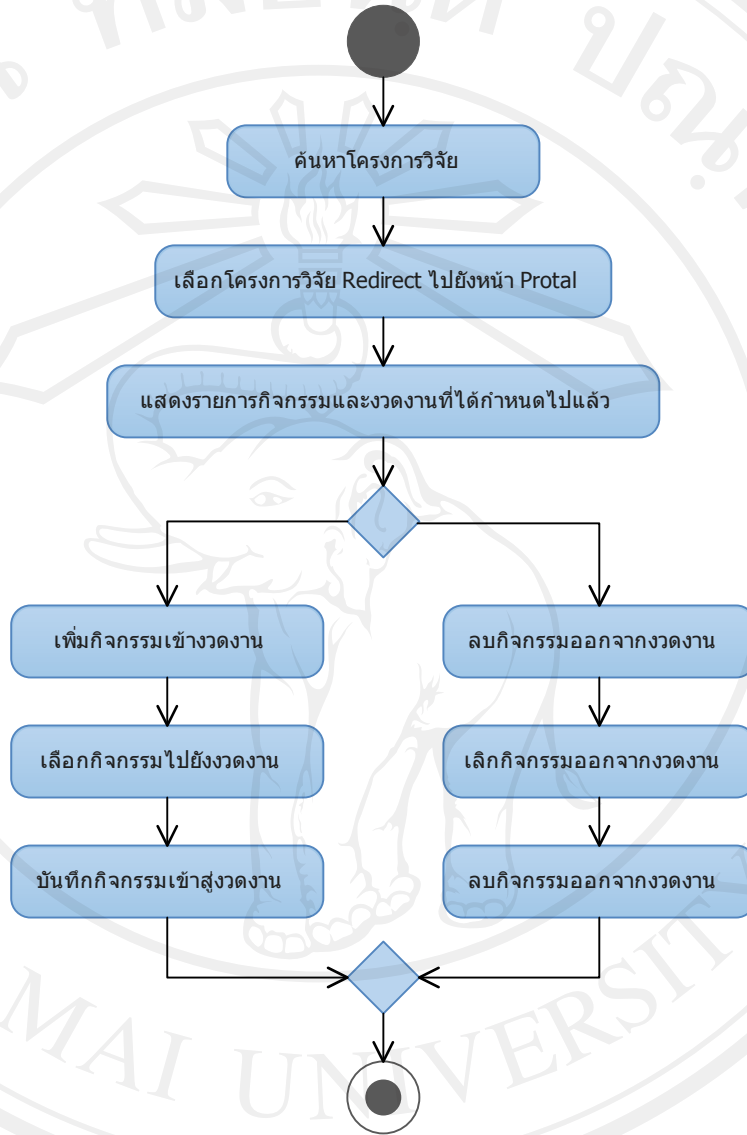 ค้นหาโครงการวิจัย
เลือกโครงการวิจัย Redirect ไปยังหน้า Protal
แสดงรายการกิจกรรมและงวดงานที่ได้กำหนดไปแล้ว
เพิ่มกิจกรรมเข้างวดงาน
ลบกิจกรรมออกจากงวดงาน
เลือกกิจกรรมไปยังงวดงาน
เลิกกิจกรรมออกจากงวดงาน
บันทึกกิจกรรมเข้าสู่งวดงาน
ลบกิจกรรมออกจากงวดงาน
MAI UNIVERSITY